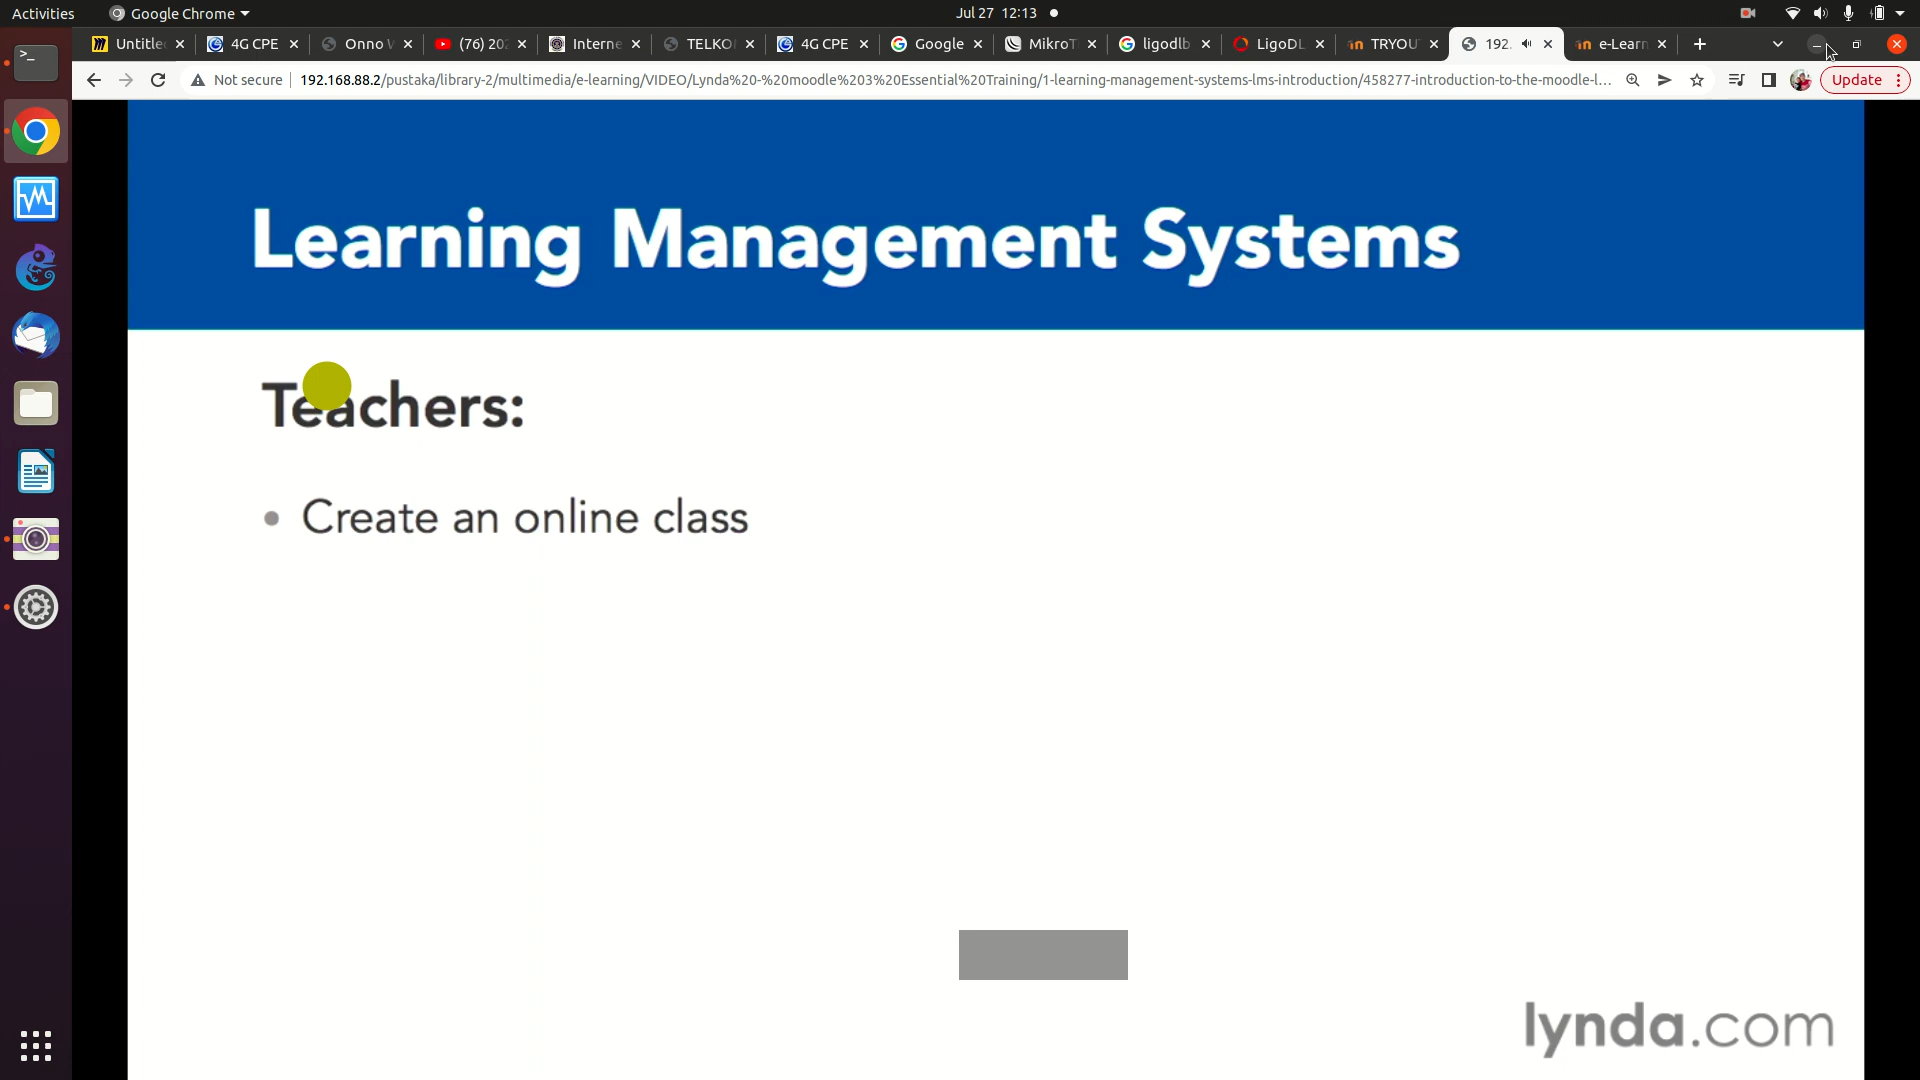 Activities
Google Chrome
Jul 27 12:13
Untitle
4G CPE
Onno W
(76) 202
Interne
TELKO
4G CPE
Google
MikroT
ligodlb
LigoDL
TRYOU
192.
e-Learn
Not secure
192.168.88.2/pustaka/library-2/multimedia/e-learning/VIDEO/Lynda%20-%20moodle%203%20Essential%20Training/1-learning-management-systems-lms-introduction/458277-introduction-to-the-moodle-l...
Update
Learning Management Systems
Teachers:
• Create an online class
lynda.com